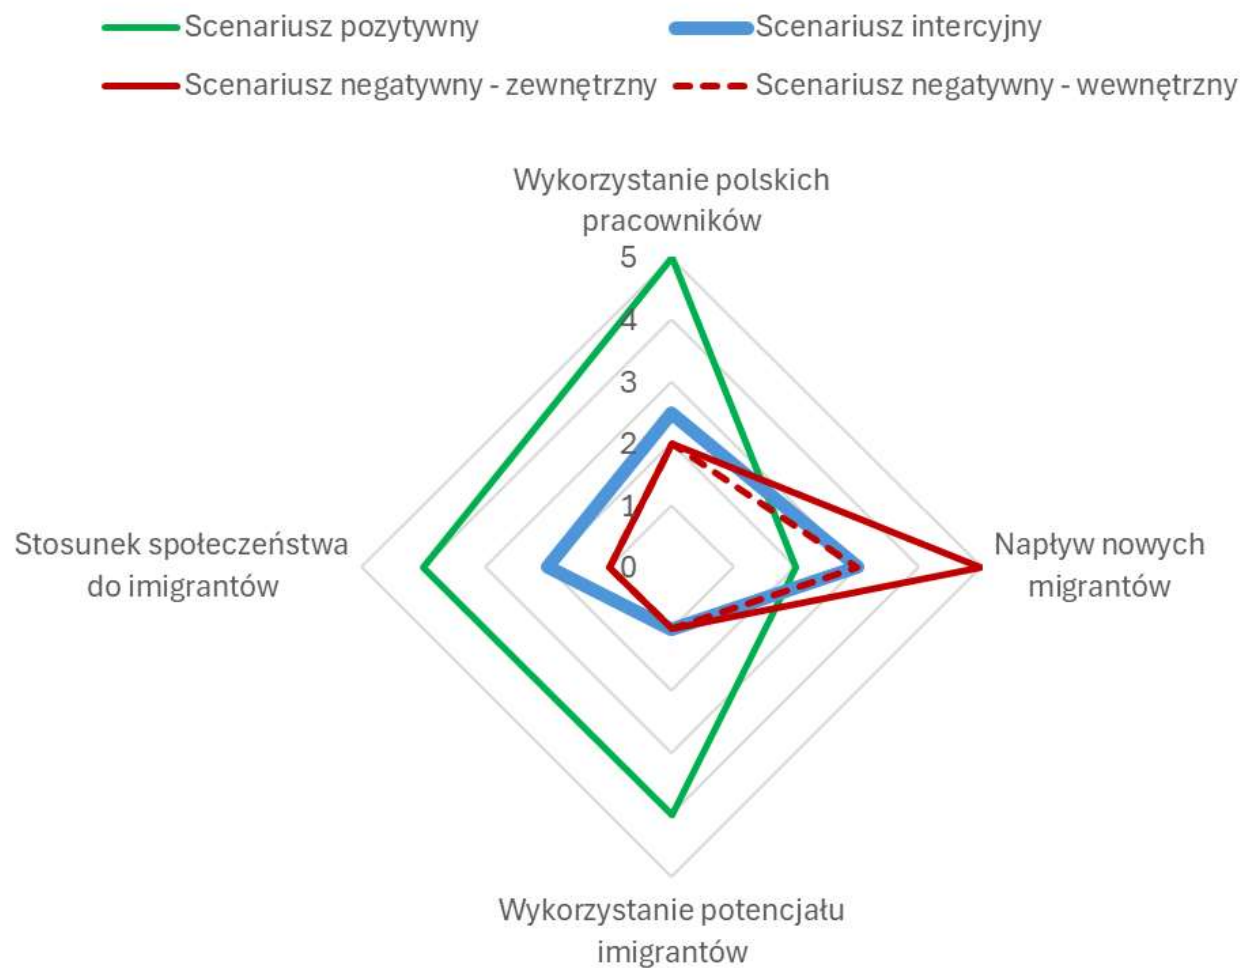 Scenariusz pozytywny
Scenariusz intercyjny
Scenariusz negatywny - zewnętrzny
Scenariusz negatywny - wewnętrzny
Wykorzystanie polskich
pracowników
5
4
3
2
1
0
Stosunek społeczeństwa
do imigrantów
Napływ nowych
migrantów
Wykorzystanie potencjału
imigrantów